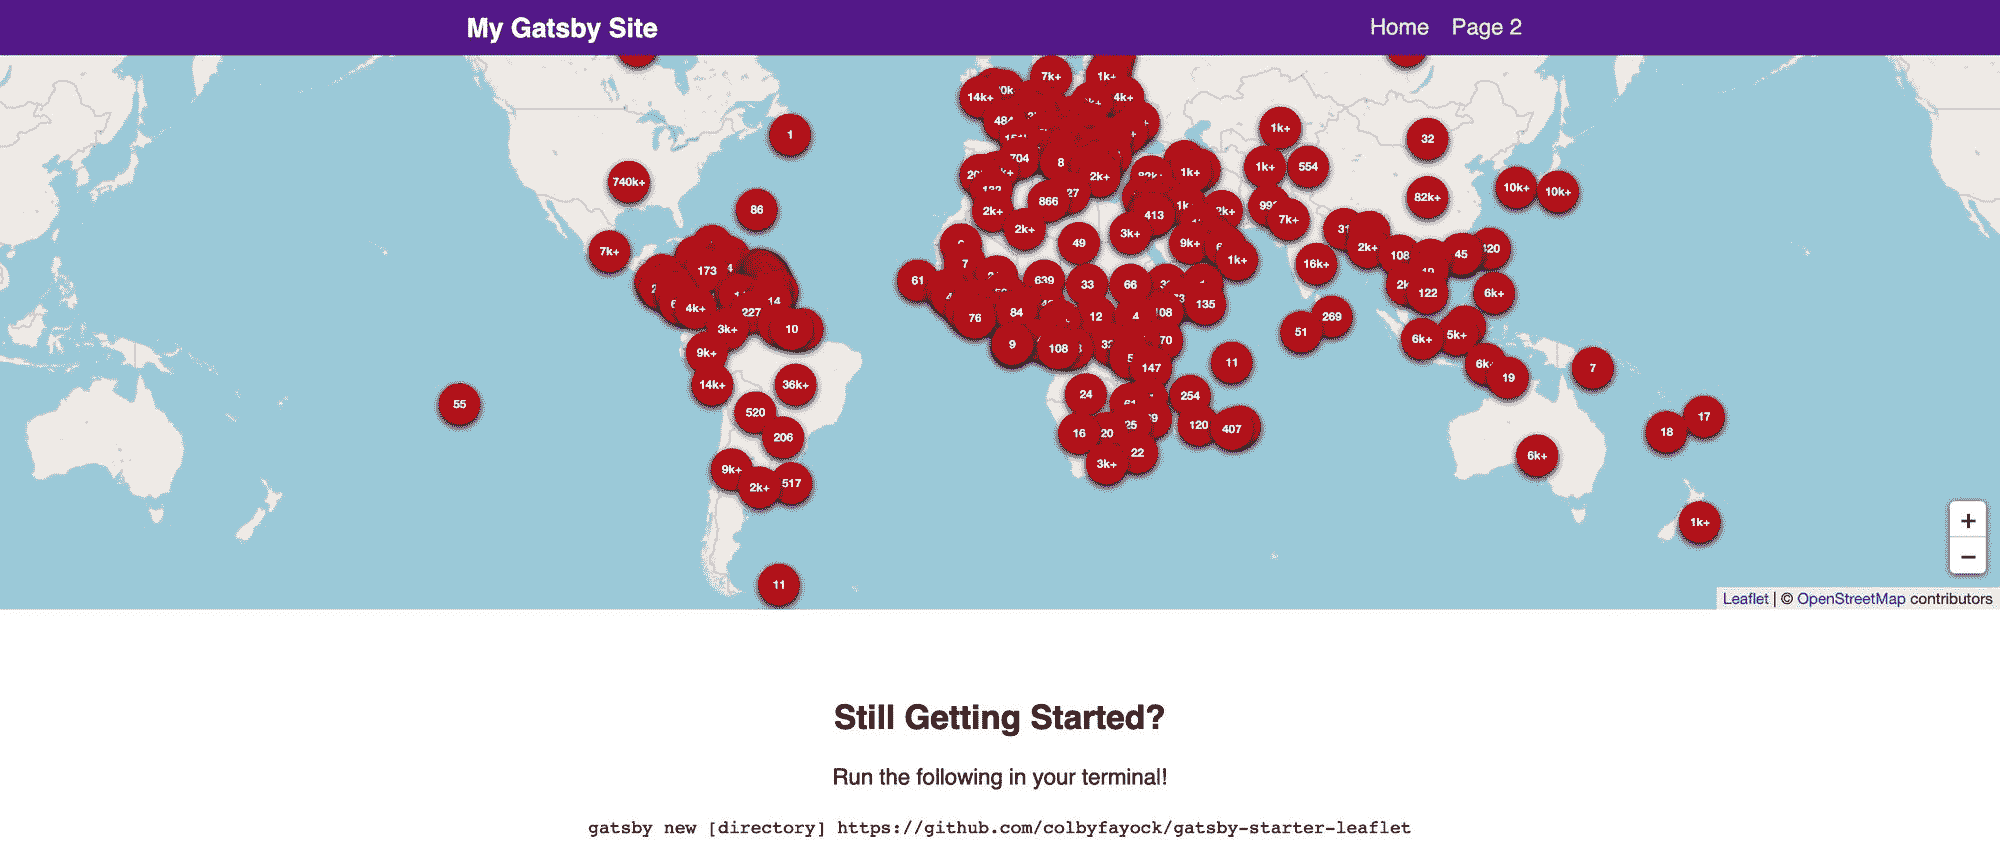 My Gatsby Site
Home Page 2
7k+ 1k+
14k+ 4k+
1 1k+ 32
704 8 1k+ 554
740k+ 2k+ 1k+ 10k+ 10k+
86 2k+ 866 27 413 7k+ 82k+
7k+ 2k+ 49 3k+ 9k+ 1k+ 2k+ 108 45
173 7 16k+
61 639 33 66 135 122 6k+
4k+ 14 227 76 84 12 4 269
3k+ 10 9 108 70 51 6k+ 5k+
9k+ 147 11 19 7
14k+ 36k+ 24 254
55 520 206 16 20 25 120 407 18 17
9k+ 3k+ 22 6k+
2k+ 517
1k+
11
+
−
Leaflet | © OpenStreetMap contributors
Still Getting Started?
Run the following in your terminal!
gatsby new [directory] https://github.com/colbyfayock/gatsby-starter-leaflet